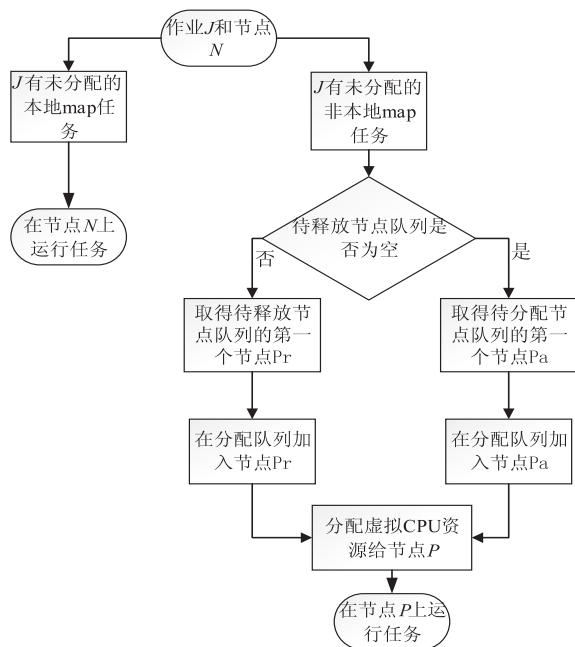 作业J和节点
N
J有未分配的
本地map任
务
J有未分配的
非本地map
任务
在节点N上
运行任务
待释放节点队列是
否为空
否
是
取得待释放节
点队列的第一
个节点Pr
取得待分配节
点队列的第一
个节点Pa
在分配队列加
入节点Pr
在分配队列加
入节点Pa
分配虚拟CPU资
源给节点P
在节点P上运
行任务